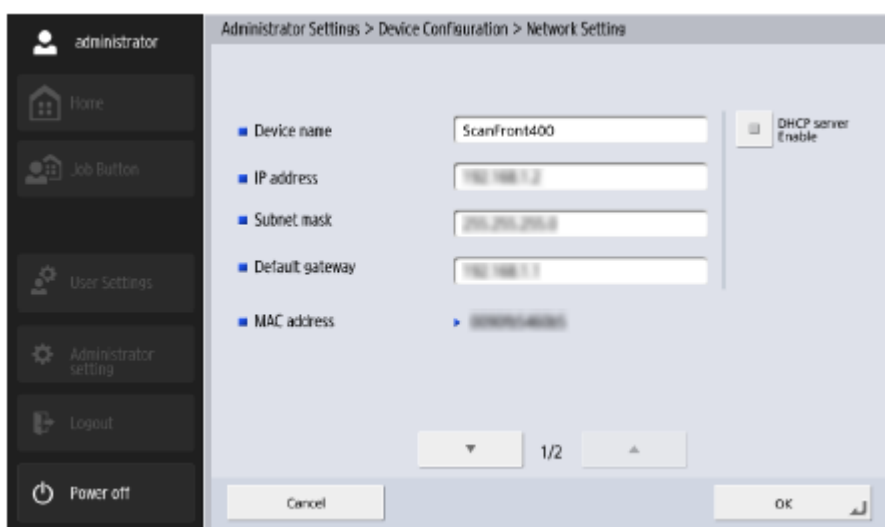 administrator
Administrator Settings > Device Configuration > Network Setting
Home
Job Button
User Settings
Administrator
setting
Logout
Power off
Device name
ScanFront400
DHCP server
Enable
IP address
Subnet mask
Default gateway
MAC address
1/2
Cancel
OK